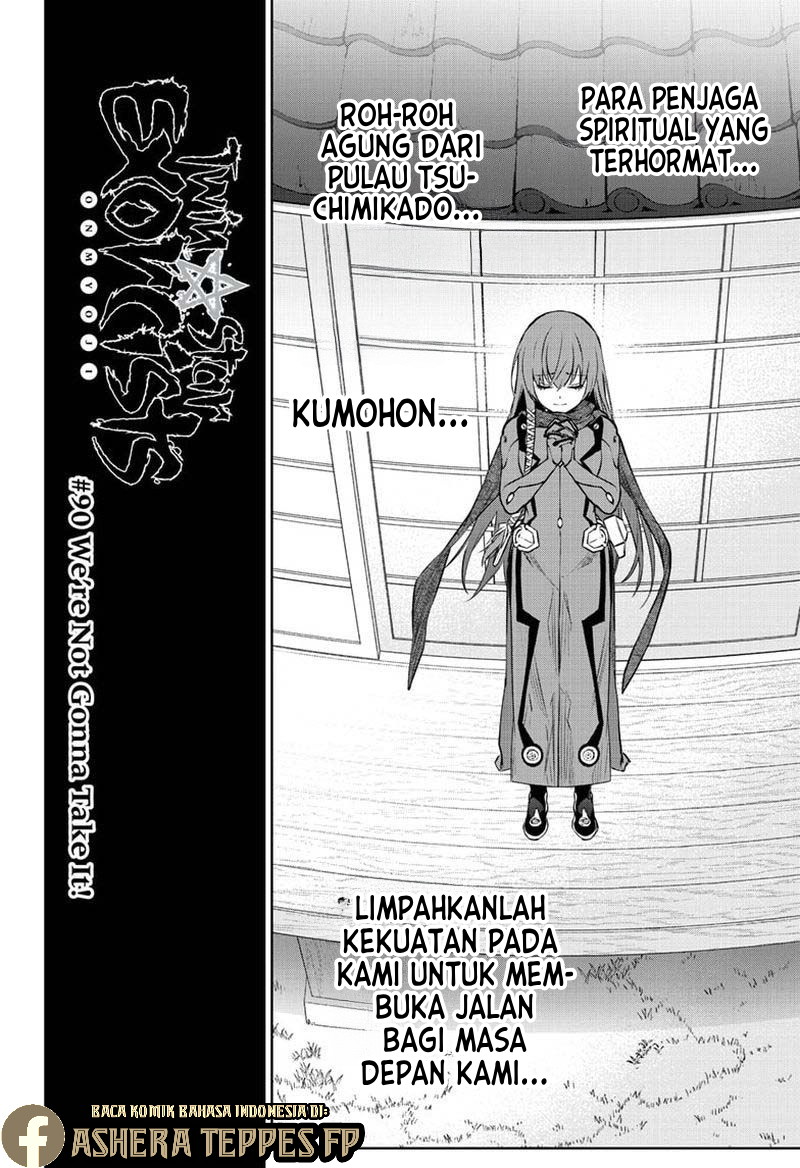 PARA PENJAGA
SPIRITUAL YANG
TERHORMAT...
ROH-ROH
AGUNG DARI
PULAU TSU-
CHIMIKADO...
KUMOHON...
LIMPAHKANLAH
KEKUATAN PADA
KAMI UNTUK MEM-
BUKA JALAN
BAGI MASA
DEPAN KAMI...
Twin Star
EXORCISTS
ONMYOJI
#90 We're Not Gonna Take It!
BACA KOMIK BAHASA INDONESIA DI:
f ASHERA TEPPES FP